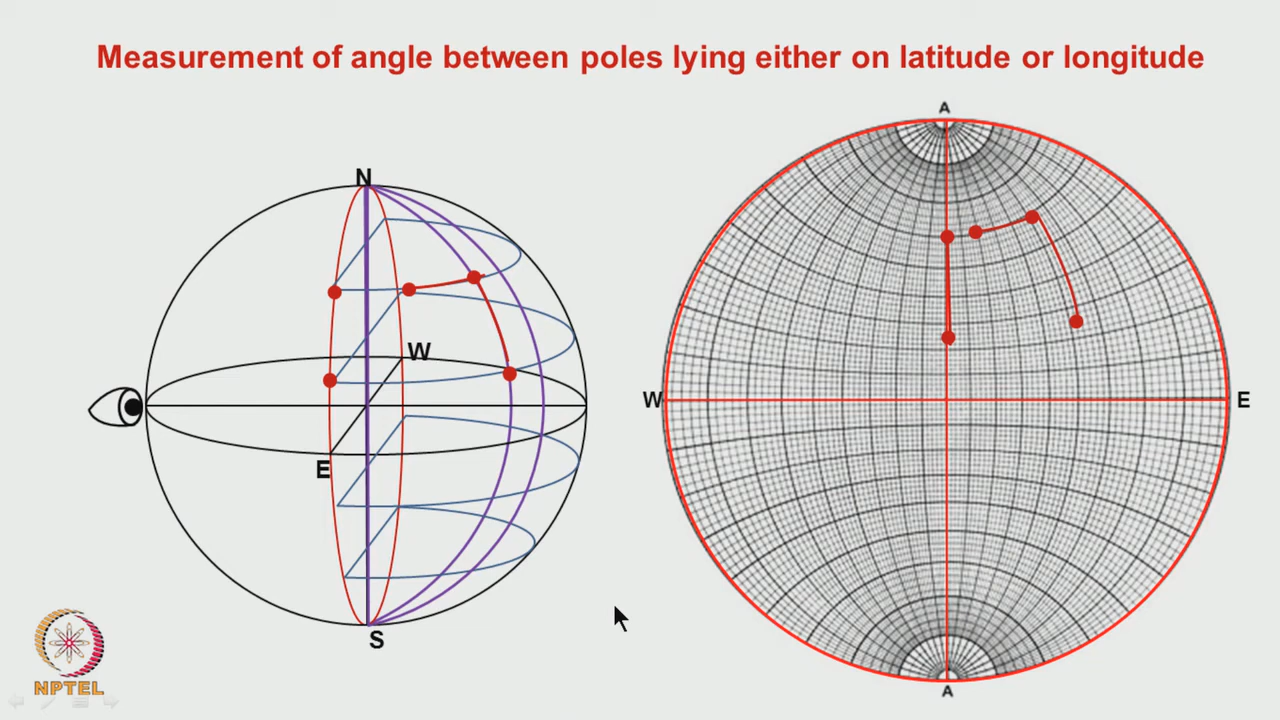 Measurement of angle between poles lying either on latitude or longitude
N
W
E
S
A
W
E
A
NPTEL